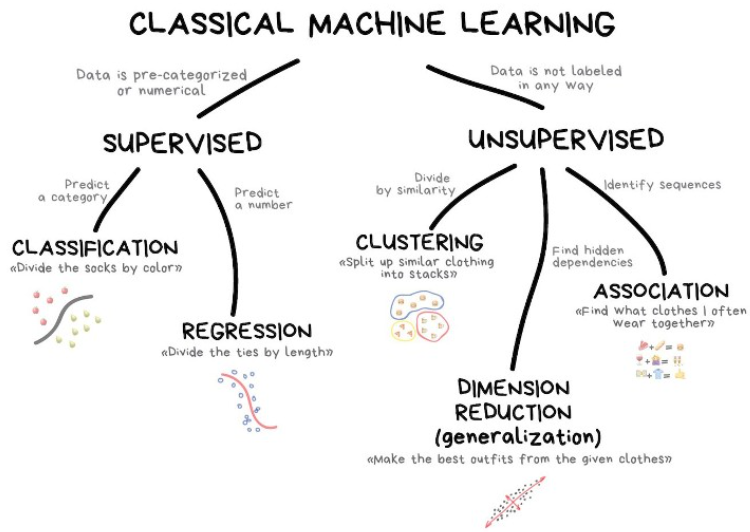 CLASSICAL MACHINE LEARNING
Data is pre-categorized
or numerical
Data is not labeled
in any way
SUPERVISED
UNSUPERVISED
Predict
a category
Predict
a number
Divide
by similarity
Identify sequences
CLASSIFICATION
«Divide the socks by color»
CLUSTERING
«Split up similar clothing
into stacks»
Find hidden
dependencies
ASSOCIATION
«Find what clothes I often
wear together»
REGRESSION
«Divide the ties by length»
+ =
+ =
+ =
DIMENSION
REDUCTION
(generalization)
«Make the best outfits from the given clothes»